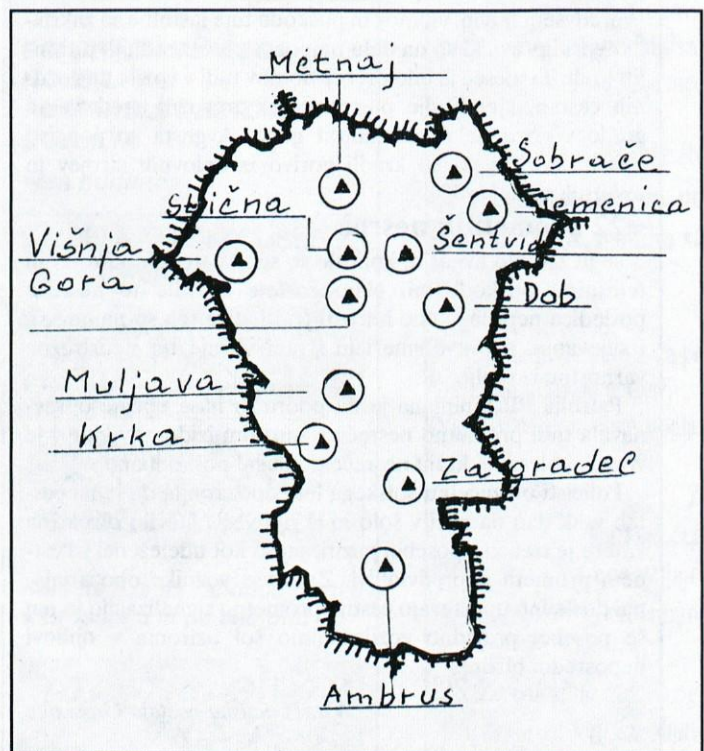 Metnaj
Sobrače
Stična
Temenica
Šentvid
Višnja
Gora
Dob
Muljava
Krka
Zagradec
Ambrus